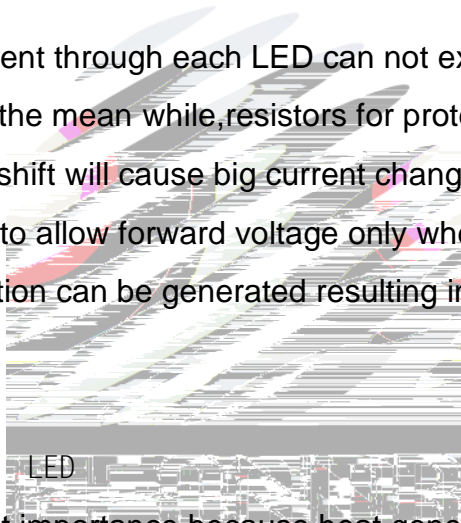 ent through each LED can not ex
the mean while,resistors for prote
shift will cause big current chang
to allow forward voltage only whe
tion can be generated resulting in
LED
t importance because heat gene